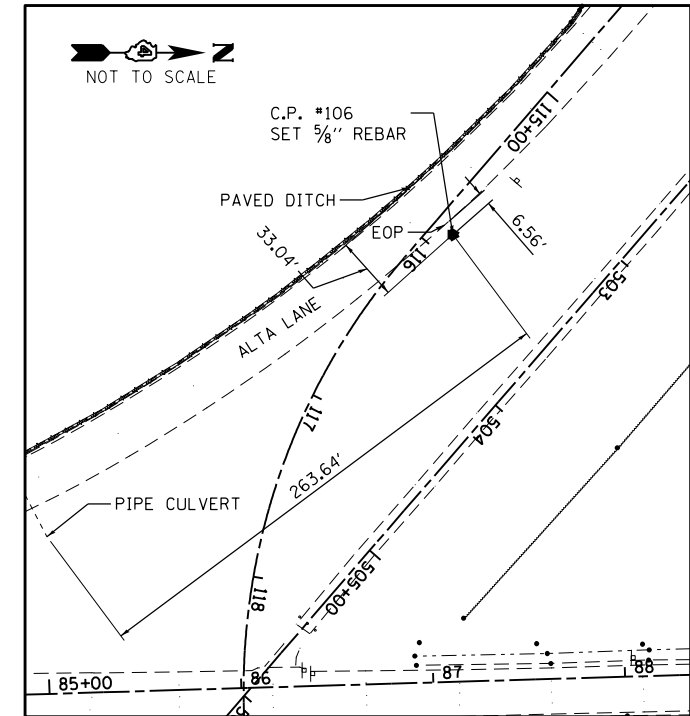 N
NOT TO SCALE
C.P. #106
SET 5/8" REBAR
115+00
PAVED DITCH
EOP
6.56'
33.04'
116
503
ALTA LANE
117
504
263.64'
PIPE CULVERT
505+00
118
85+00
86
87
88